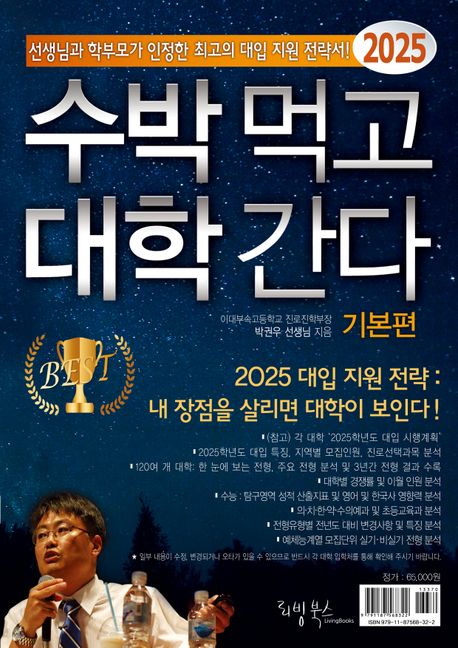 선생님과 학부모가 인정한 최고의 대입 지원 전략서!
2025
수박 먹고
대학 간다
이대부속고등학교 진로진학부장
박권우 선생님 지음
기본편
BEST
2025 대입 지원 전략 :
내 장점을 살리면 대학이 보인다!
• (참고) 각 대학 '2025학년도 대입 시행계획'
• 2025학년도 대입 특징, 지역별 모집인원, 진로선택과목 분석
• 120여 개 대학: 한 눈에 보는 전형, 주요 전형 분석 및 3년간 전형 결과 수록
• 대학별 경쟁률 및 이월 인원 분석
• 수능 : 탐구영역 성적 산출지표 및 영어 및 한국사 영향력 분석
• 의·치·한·약·수의예과 및 초등교육과 분석
• 전형유형별 전년도 대비 변경사항 및 특징 분석
• 예체능계열 모집단위 실기·비실기 전형 분석
★ 일부 내용이 수정, 변경되거나 오타가 있을 수 있으므로 반드시 각 대학 입학처를 통해 확인해 주시기 바랍니다.
정가 : 65,000원
13370
9 791187 568322
ISBN 979-11-87568-32-2
리빙북스
LivingBooks